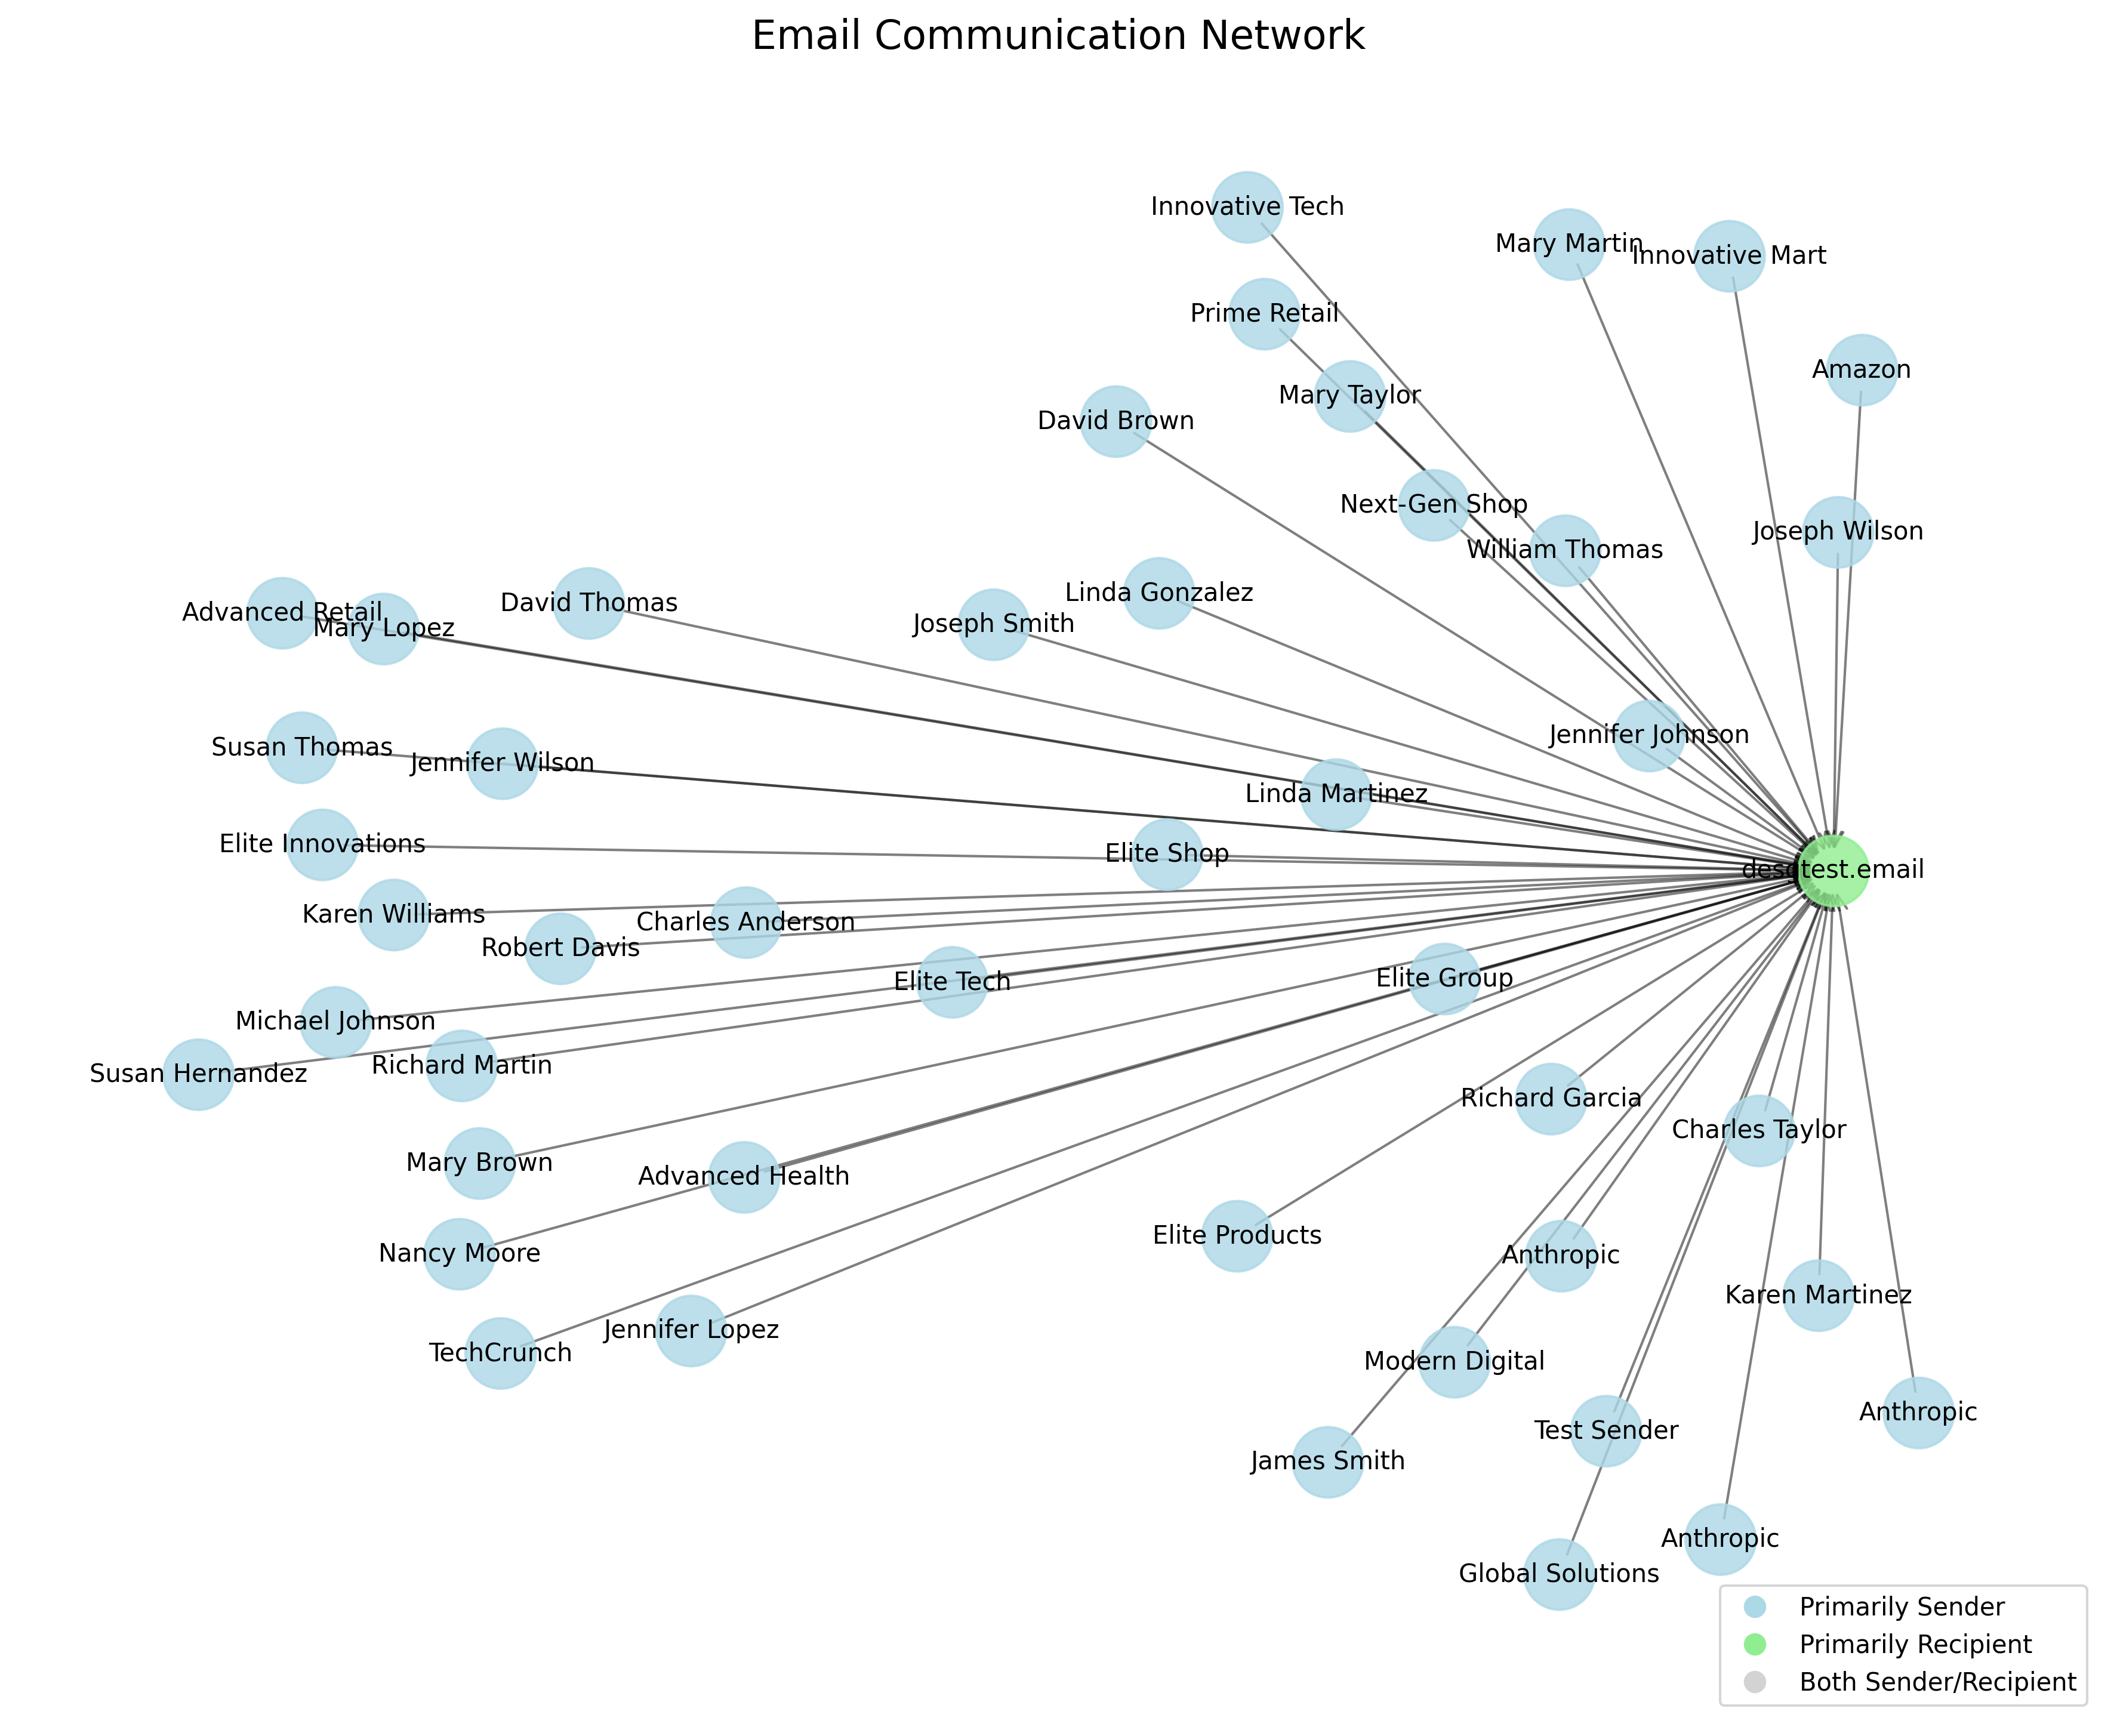 Email Communication Network
Innovative Tech
Mary Martin
Innovative Mart
Prime Retail
Amazon
Mary Taylor
David Brown
Next-Gen Shop
Joseph Wilson
William Thomas
Linda Gonzalez
David Thomas
Advanced Retail
Joseph Smith
Mary Lopez
Jennifer Johnson
Susan Thomas
Jennifer Wilson
Linda Martinez
Elite Innovations
Elite Shop
desqtest.email
Karen Williams
Charles Anderson
Robert Davis
Elite Group
Elite Tech
Michael Johnson
Richard Martin
Susan Hernandez
Richard Garcia
Charles Taylor
Mary Brown
Advanced Health
Elite Products
Nancy Moore
Anthropic
Karen Martinez
Jennifer Lopez
TechCrunch
Modern Digital
Anthropic
Test Sender
James Smith
Anthropic
Global Solutions
Primarily Sender
Primarily Recipient
Both Sender/Recipient